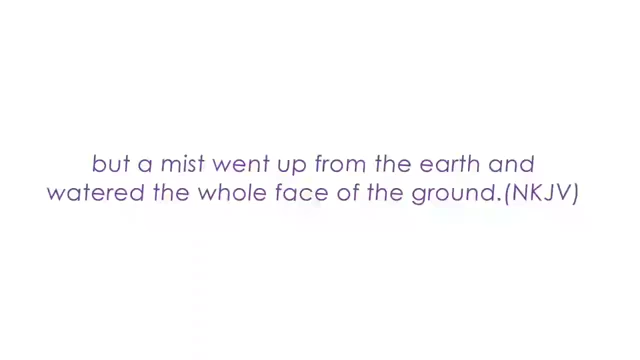 but a mist went up from the earth and
watered the whole face of the ground.(NKJV)